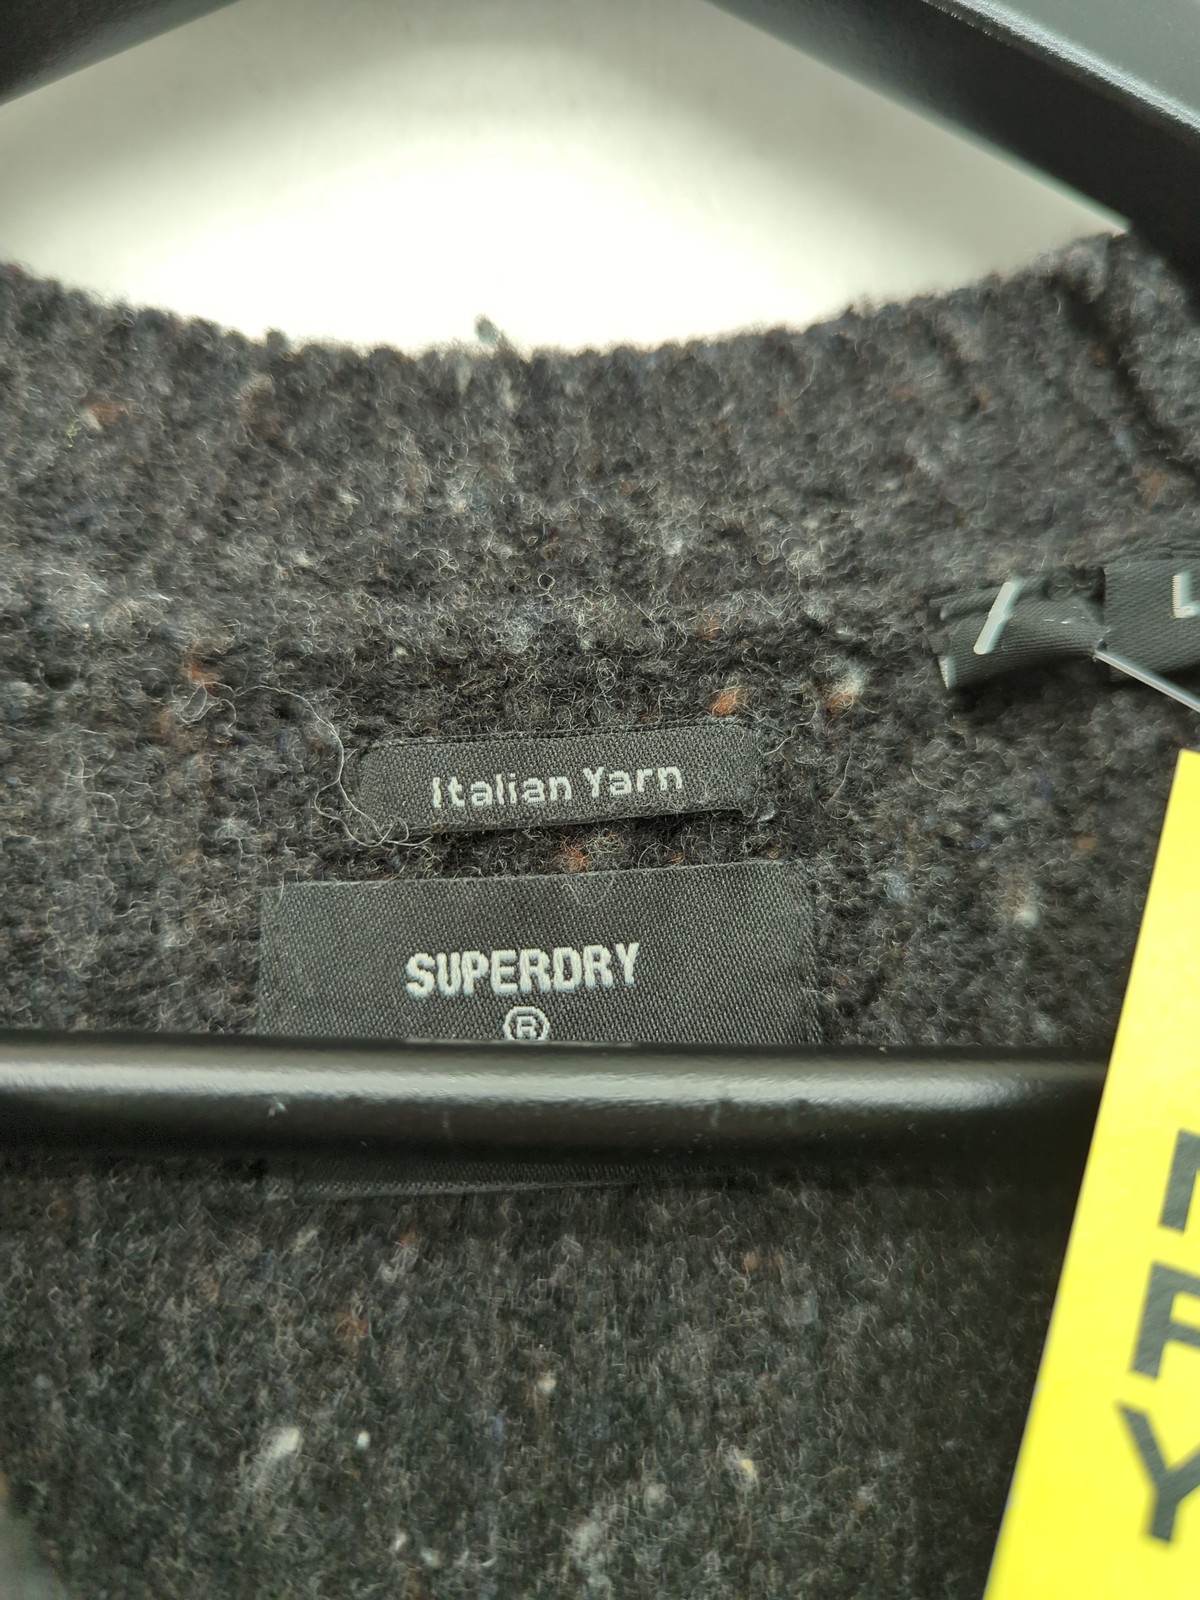 Italian Yarn
SUPERDRY
®